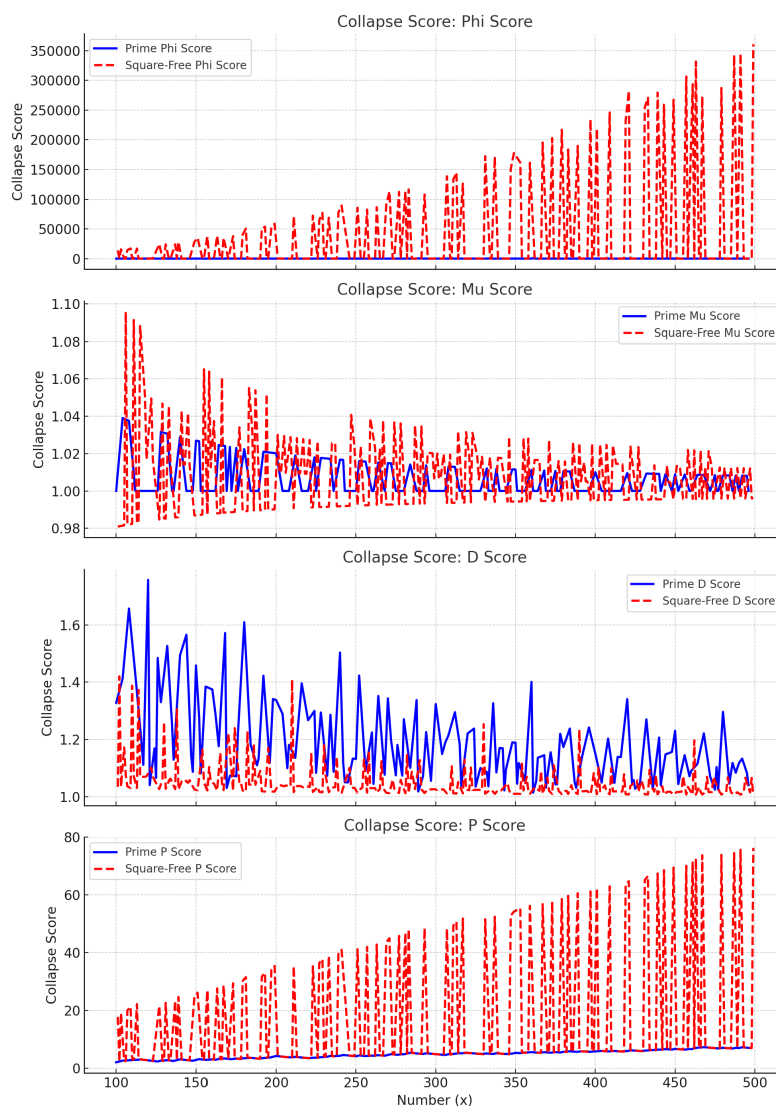 Collapse Score: Phi Score
Prime Phi Score
Square-Free Phi Score
350000
300000
250000
200000
150000
100000
50000
0
Collapse Score
Collapse Score: Mu Score
Prime Mu Score
Square-Free Mu Score
1.10
1.08
1.06
1.04
1.02
1.00
0.98
Collapse Score
Collapse Score: D Score
Prime D Score
Square-Free D Score
1.6
1.4
1.2
1.0
Collapse Score
Collapse Score: P Score
Prime P Score
Square-Free P Score
80
60
40
20
0
Collapse Score
100 150 200 250 300 350 400 450 500
Number (x)